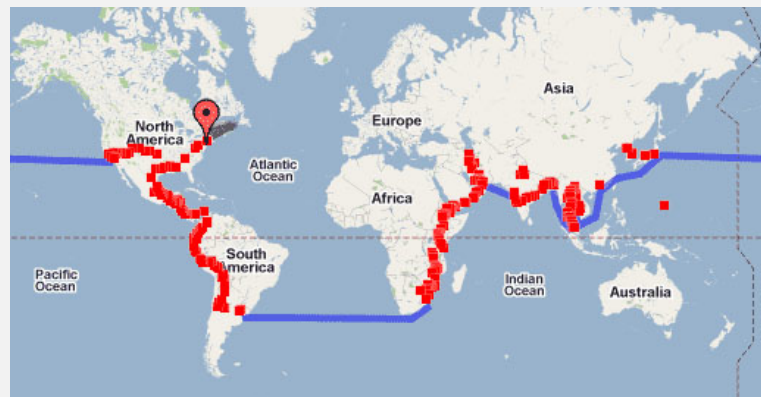 Asia
Europe
North
America
Atlantic
Ocean
Africa
South
America
Pacific
Ocean
Indian
Ocean
Australia